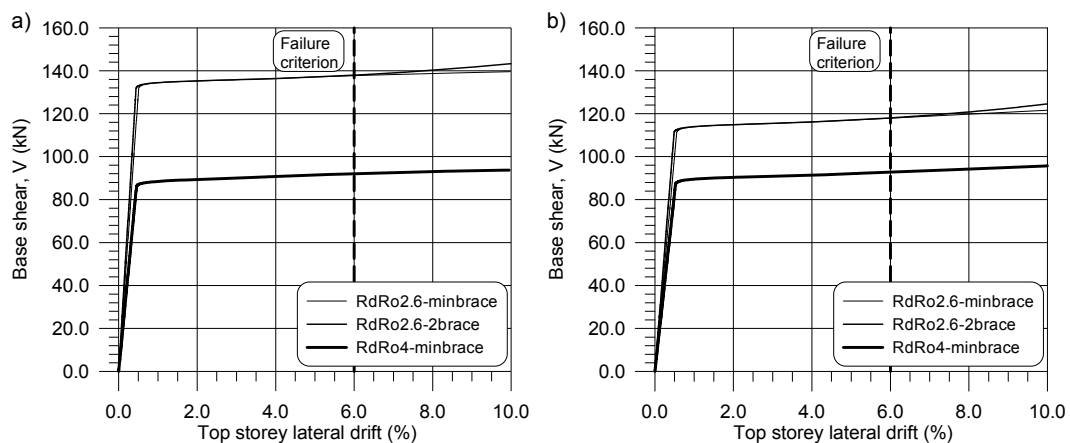 a)
160.0
140.0
120.0
100.0
80.0
60.0
40.0
20.0
0.0
Base shear, V (kN)
Failure
criterion
RdRo2.6-minbrace
RdRo2.6-2brace
RdRo4-minbrace
0.0 2.0 4.0 6.0 8.0 10.0
Top storey lateral drift (%)
b)
160.0
140.0
120.0
100.0
80.0
60.0
40.0
20.0
0.0
Base shear, V (kN)
Failure
criterion
RdRo2.6-minbrace
RdRo2.6-2brace
RdRo4-minbrace
0.0 2.0 4.0 6.0 8.0 10.0
Top storey lateral drift (%)